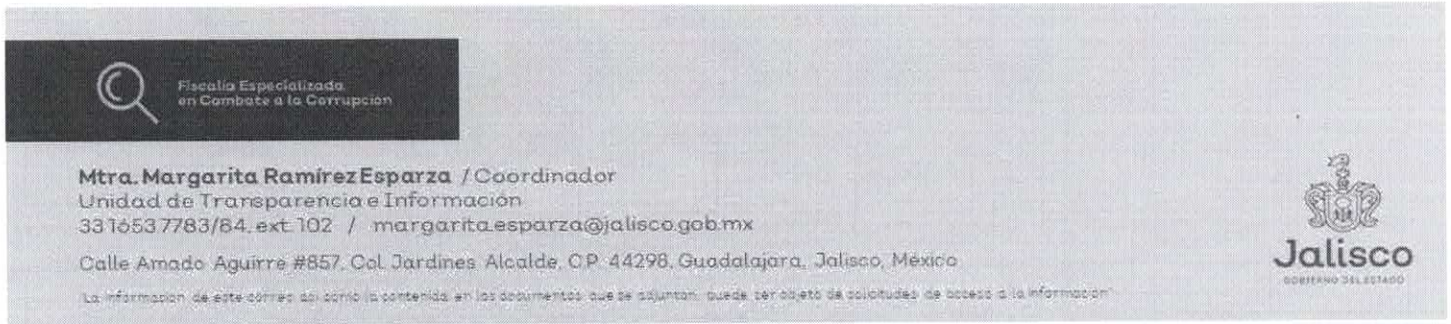 Fiscalía Especializada
en Combate a la Corrupción
Mtra. Margarita Ramírez Esparza / Coordinador
Unidad de Transparencia e Información
33 1653 7783/84. ext. 102 / margarita.esparza@jalisco.gob.mx
Calle Amado Aguirre #857, Col. Jardines Alcalde, C.P. 44298, Guadalajara, Jalisco, México
"La información de este correo así como la contenida en los documentos que se adjuntan, puede ser objeto de solicitudes de acceso a la información"
Jalisco
GOBIERNO DEL ESTADO